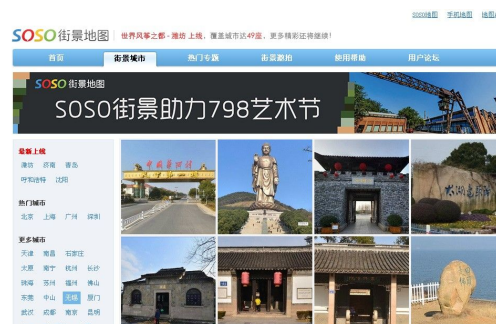 SOSO地图 手机地图 地图
SOSO街景地图 世界风筝之都 - 潍坊 上线，覆盖城市达49座，更多精彩还将继续！
首页 街景城市 热门专题 街景激拍 使用帮助 用户论坛
SOSO 街景地图
SOSO街景助力798艺术节
最新上线
潍坊 济南 青岛
呼和浩特 沈阳
热门城市
北京 上海 广州 深圳
更多城市
天津 南昌 石家庄
太原 南宁 杭州 长沙
珠海 苏州 福州 佛山
东莞 中山 无锡 厦门
武汉 成都 南京 昆明